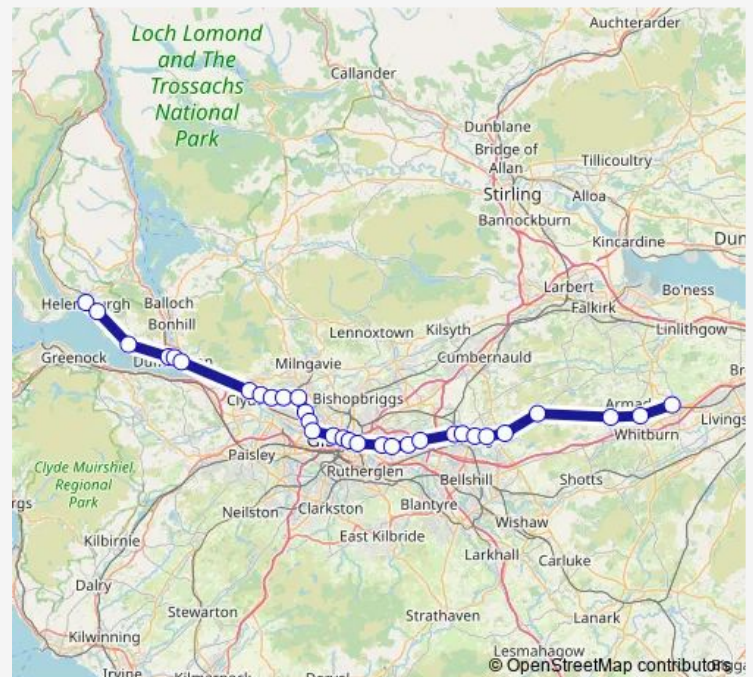 Auchterarder
Loch Lomond
and The
Trossachs
National
Park
Callander
Dunblane
Bridge of
Allan
Tillicoultry
Stirling
Alloa
Bannockburn
Kincardine
Larbert
Bo'ness
Falkirk
Linlithgow
Balloch
Bonhill
Greenock
Lennoxtown
Kilsyth
Cumbernauld
Milngavie
Bishopbriggs
Whitburn
Paisley
Rutherglen
Clyde Muirshiel
Regional
Park
Bellshill
Shotts
Neilston
Clarkston
Blantyre
Wishaw
Kilbirnie
East Kilbride
Larkhall
Carluke
Dalry
Stewarton
Strathaven
Lanark
Kilwinning
Lesmahagow
© OpenStreetMap contributors